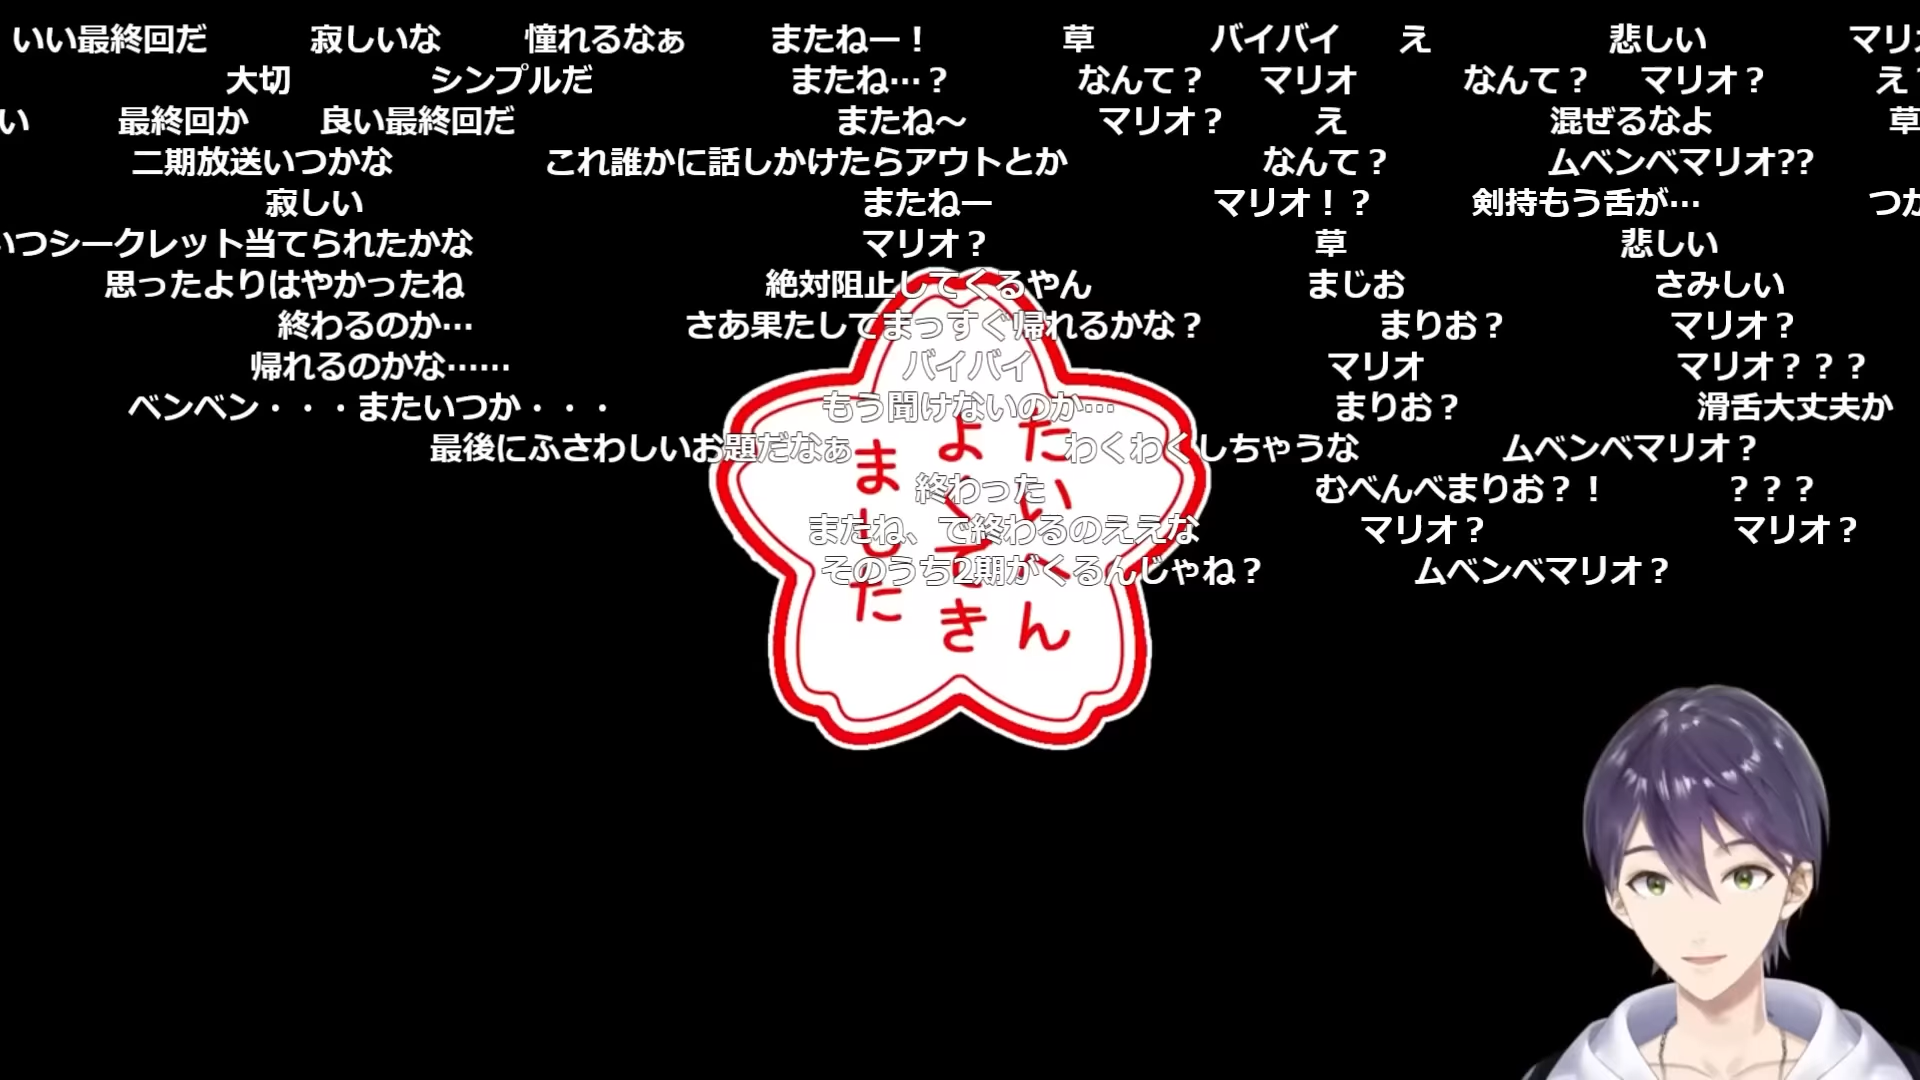 いい最終回だ 寂しいな 憧れるなぁ またねー！ 草 バイバイ え 悲しい マリ
大切 シンプルだ またね…？ なんて？ マリオ なんて？ マリオ？ え？
い 最終回か 良い最終回だ またね～ マリオ？ え 混ぜるなよ 草
二期放送いつかな これ誰かに話しかけたらアウトとか なんて？ ムベンベマリオ??
寂しい またねー マリオ！？ 剣持もう舌が… つか
いつシークレット当てられたかな マリオ？ 草 悲しい
思ったよりはやかったね 絶対阻止してくるやん まじお さみしい
終わるのか… さあ果たしてまっすぐ帰れるかな？ まりお？ マリオ？
帰れるのかな…… バイバイ マリオ マリオ？？？
ベンベン・・・またいつか・・・ もう聞けないのか… まりお？ 滑舌大丈夫か
最後にふさわしいお題だなぁ わくわくしちゃうな ムベンベマリオ？
終わった むべんべまりお？！ ？？？
またね、で終わるのええな マリオ？ マリオ？
そのうち2期がくるんじゃね？ ムベンベマリオ？
たいへん
よくでき
ました